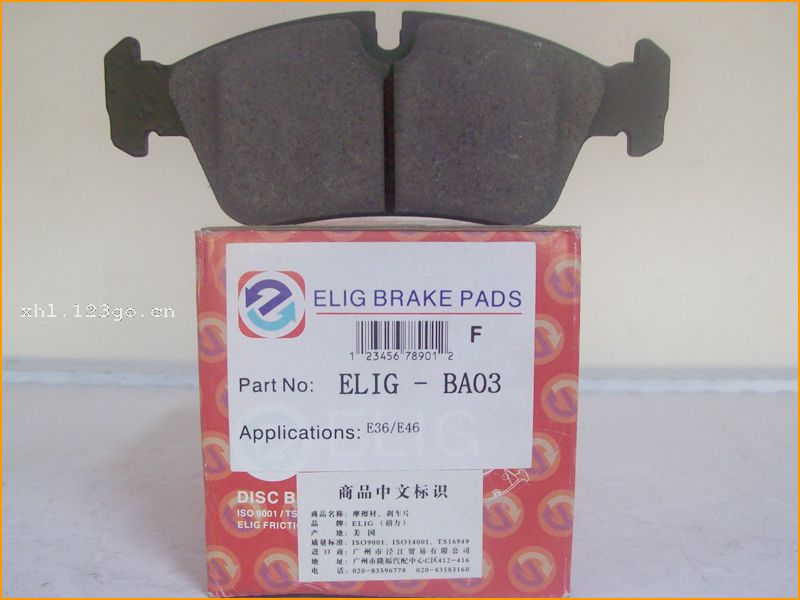 xhl.123go.cn
ELIG BRAKE PADS
F
1 23456 78901 2
Part No: ELIG - BA03
Applications: E36/E46
DISC B
ISO 9001 / TS
ELIG FRICTI
商品中文标识
商品名称: 摩擦材、刹车片
品 牌: ELIG (禧力)
产 地: 美 国
质量标准: ISO9001、ISO14001、TS16949
进 口 商: 广州市泾江贸易有限公司
地 址: 广州市隆福汽配中心C区412-416
电 话: 020-83596778 020-83583160